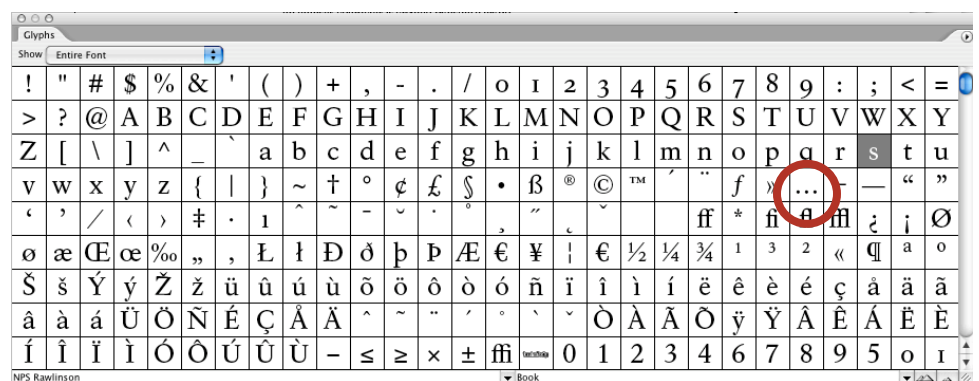 Glyphs
Show Entire Font
! " # $ % & ' ( ) + , - . / 0 1 2 3 4 5 6 7 8 9 : ; < =
> ? @ A B C D E F G H I J K L M N O P Q R S T U V W X Y
Z [ \ ] ^ _ ` a b c d e f g h i j k l m n o p q r s t u
v w x y z { | } ~ † ° ¢ £ § • ß ® © ™ ´ ¨ ƒ » … – — “ ”
‘ ’ ⁄ ‹ › ‡ · ı ˆ ˜ ¯ ˘ ˙ ˚ ¸ ˝ ˛ ˇ ff * fi fl ffl ¿ ¡ Ø
ø æ Œ œ ‰ „ ‚ Ł ł Ð ð þ Þ Æ € ¥ ¦ € ½ ¼ ¾ ¹ ³ ² « ¶ ª º
Š š Ý ý Ž ž ü û ú ù õ ö ô ò ó ñ ï î ì í ë ê è é ç å ä ã
â à á Ü Ö Ñ É Ç Å Ä ^ ~ ¨ ´ ° ` ˇ Ò À Ã Õ ÿ Ÿ Â Ê Á Ë È
Í Î Ï Ì Ó Ô Ú Û Ù − ≤ ≥ × ± ffi 0 1 2 3 4 6 7 8 9 5 0 1
NPS Rawlinson Book